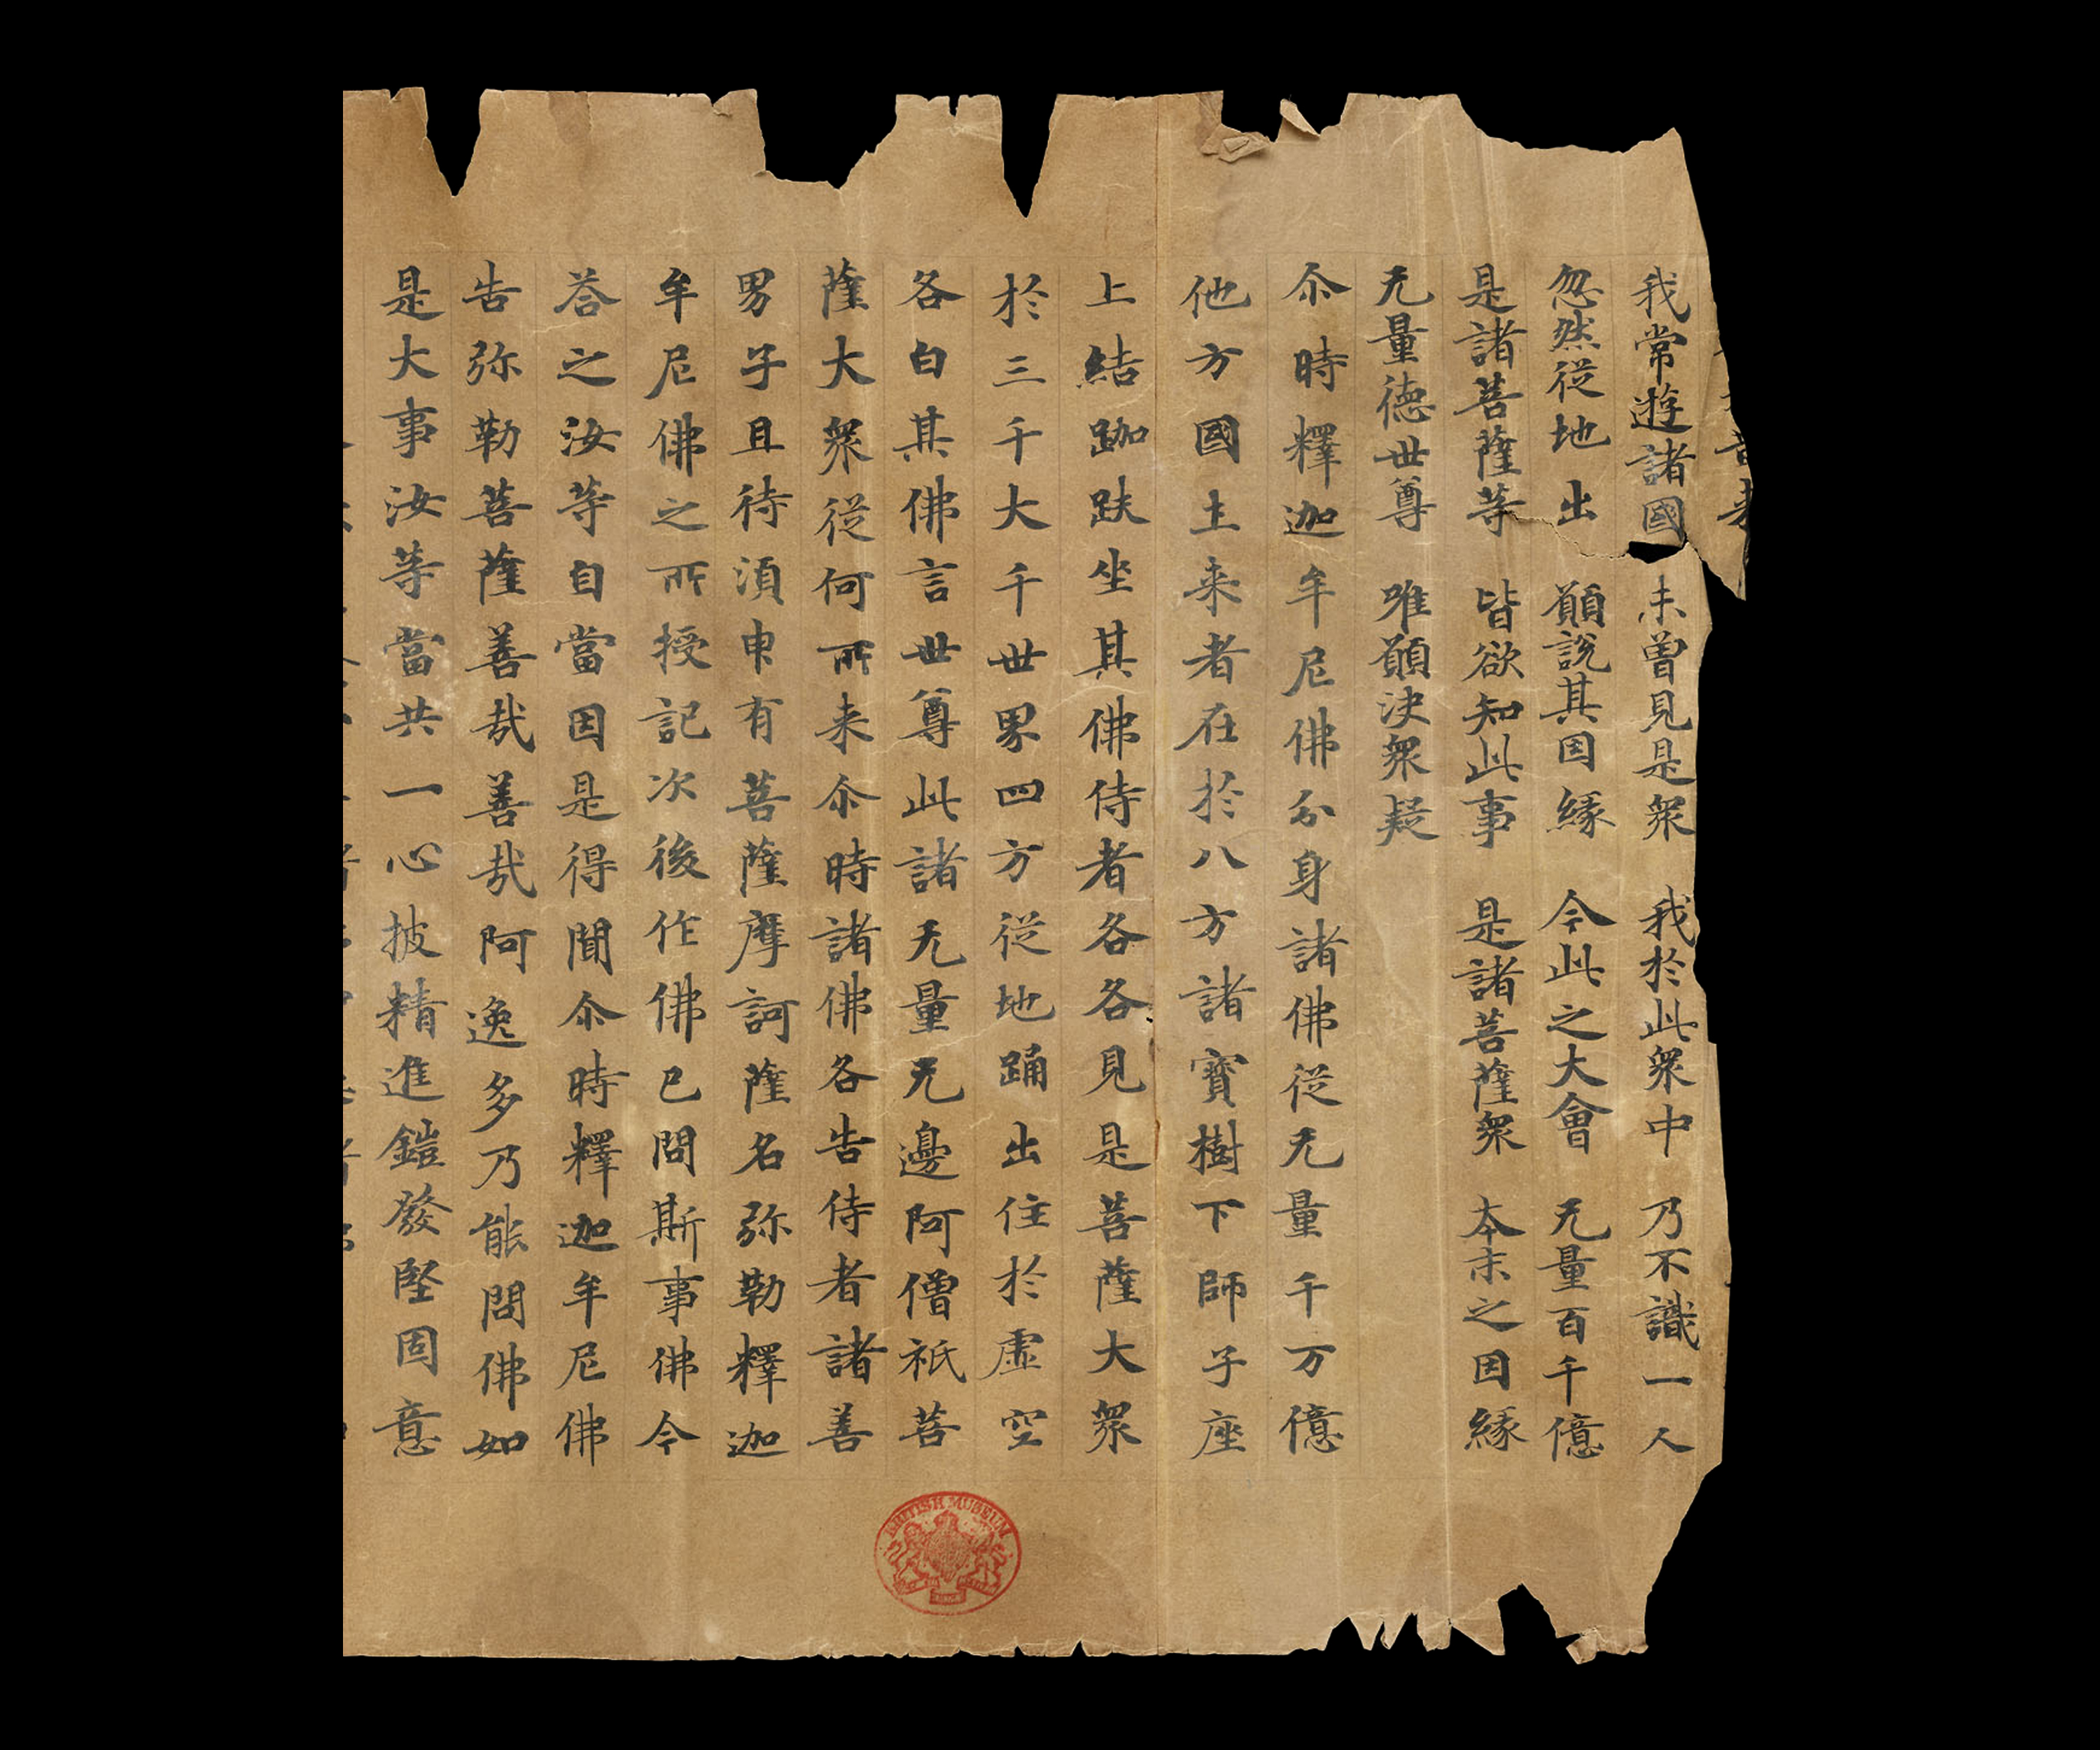 我常遊諸國 未曾見是衆 我於此衆中 乃不識一人
忽然從地出 願說其因緣 今此之大會 无量百千億
是諸菩薩等 皆欲知此事 是諸菩薩衆 本末之因緣
无量德世尊 唯願決衆疑
尒時釋迦牟尼佛分身諸佛從无量千万億
他方國土来者在於八方諸寶樹下師子座
上結跏趺坐其佛侍者各各見是菩薩大衆
於三千大千世界四方從地踊出住於虛空
各白其佛言世尊此諸无量无邊阿僧祇菩
薩大衆從何所来尒時諸佛各告侍者諸善
男子且待湏申有菩薩摩訶薩名弥勒釋迦
牟尼佛之所授記次後作佛已問斯事佛今
荅之汝等自當因是得聞尒時釋迦牟尼佛
告弥勒菩薩善哉善哉阿逸多乃能問佛如
是大事汝等當共一心披精進鎧發堅固意
BRITISH MUSEUM